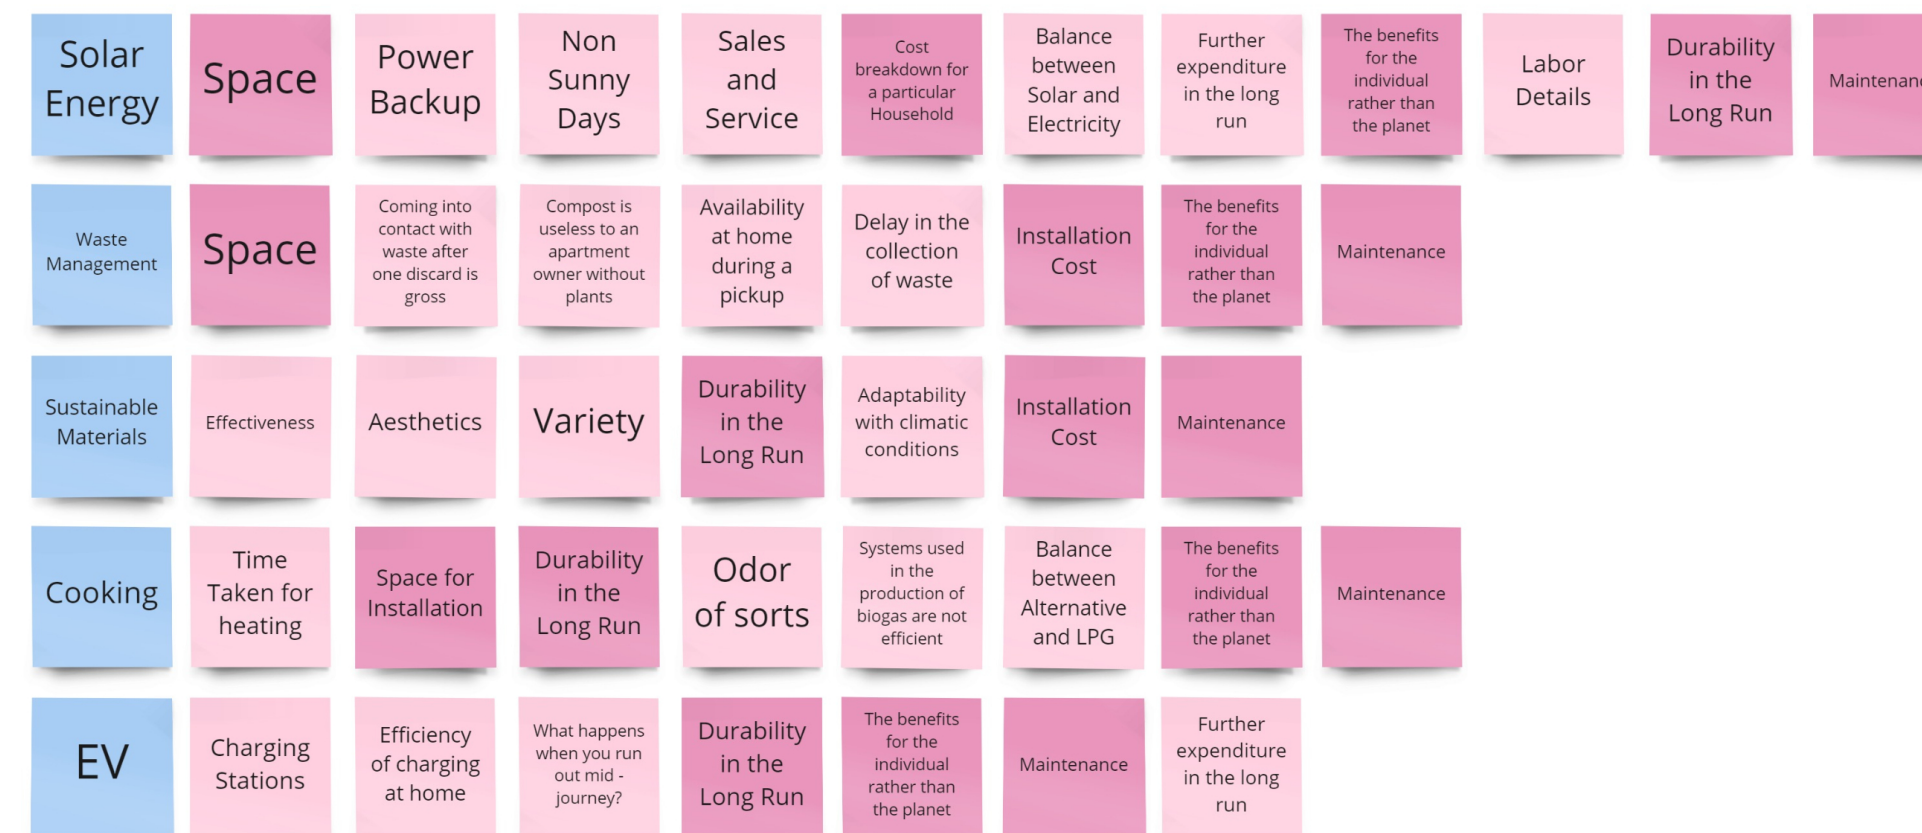 Solar
Energy
Space
Power
Backup
Non
Sunny
Days
Sales
and
Service
Cost
breakdown for
a particular
Household
Balance
between
Solar and
Electricity
Further
expenditure
in the long
run
The benefits
for the
individual
rather than
the planet
Labor
Details
Durability
in the
Long Run
Waste
Management
Space
Coming into
contact with
waste after
one discard is
gross
Compost is
useless to an
apartment
owner without
plants
Availability
at home
during a
pickup
Delay in the
collection
of waste
Installation
Cost
The benefits
for the
individual
rather than
the planet
Maintenance
Sustainable
Materials
Effectiveness
Aesthetics
Variety
Durability
in the
Long Run
Adaptability
with climatic
conditions
Installation
Cost
Maintenance
Cooking
Time
Taken for
heating
Space for
Installation
Durability
in the
Long Run
Odor
of sorts
Systems used
in the
production of
biogas are not
efficient
Balance
between
Alternative
and LPG
The benefits
for the
individual
rather than
the planet
Maintenance
EV
Charging
Stations
Efficiency
of charging
at home
What happens
when you run
out mid -
journey?
Durability
in the
Long Run
The benefits
for the
individual
rather than
the planet
Maintenance
Further
expenditure
in the long
run